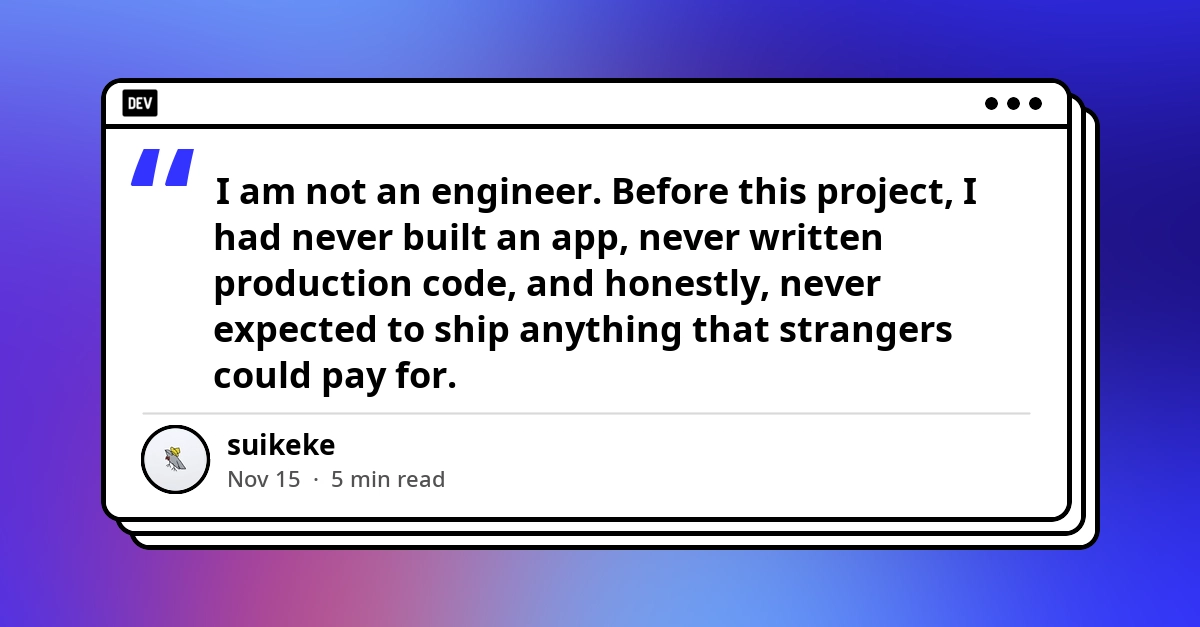 DEV
“ I am not an engineer. Before this project, I
had never built an app, never written
production code, and honestly, never
expected to ship anything that strangers
could pay for.
suikeke
Nov 15 · 5 min read